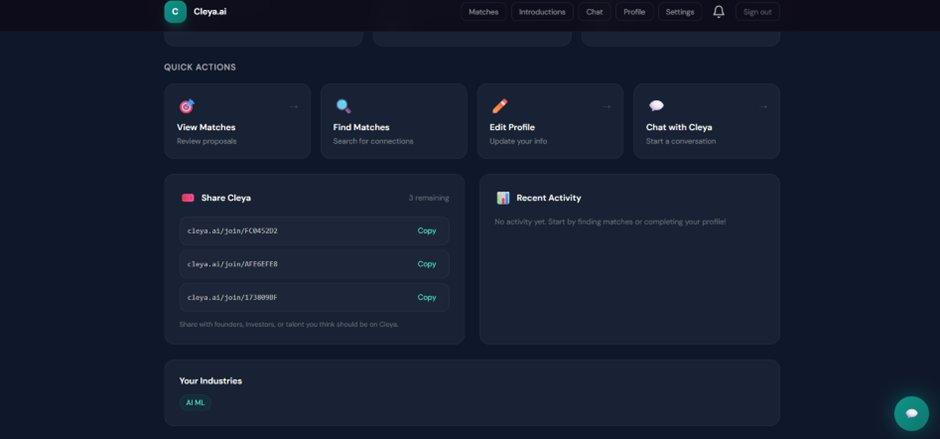 C Cleya.ai Matches Introductions Chat Profile Settings Sign out
QUICK ACTIONS
View Matches
Review proposals
Find Matches
Search for connections
Edit Profile
Update your info
Chat with Cleya
Start a conversation
Share Cleya 3 remaining
cleya.ai/join/FC0452D2 Copy
cleya.ai/join/AFE6EFE8 Copy
cleya.ai/join/173809BF Copy
Share with founders, investors, or talent you think should be on Cleya.
Recent Activity
No activity yet. Start by finding matches or completing your profile!
Your Industries
AI ML